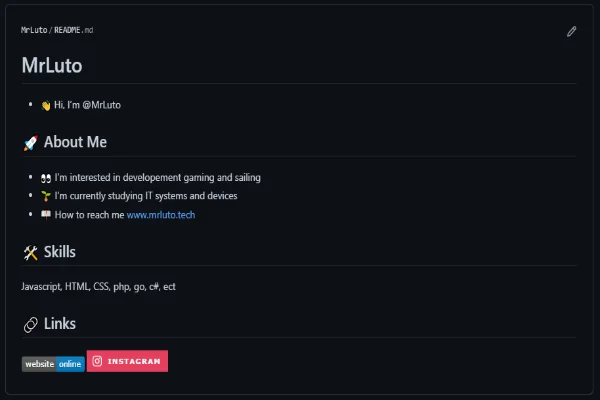 MrLuto/README.md
MrLuto
👋 Hi, I'm @MrLuto
🚀 About Me
👀 I'm interested in developement gaming and sailing
🌱 I'm currently studying IT systems and devices
📖 How to reach me www.mrluto.tech
🛠 Skills
Javascript, HTML, CSS, php, go, c#, ect
🔗 Links
website online INSTAGRAM